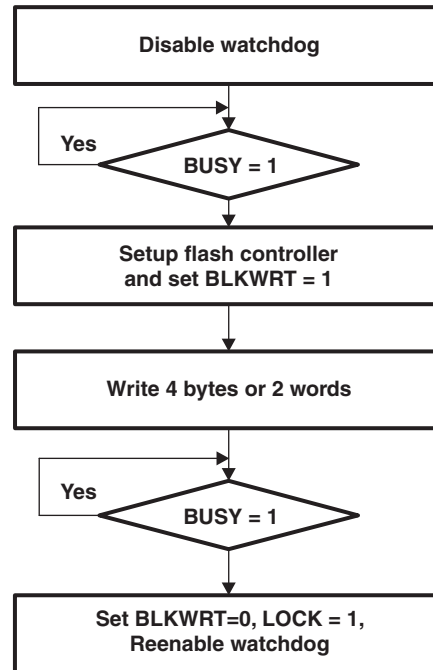 Disable watchdog
Yes
BUSY = 1
Setup flash controller
and set BLKWRT = 1
Write 4 bytes or 2 words
Yes
BUSY = 1
Set BLKWRT=0, LOCK = 1,
Reenable watchdog